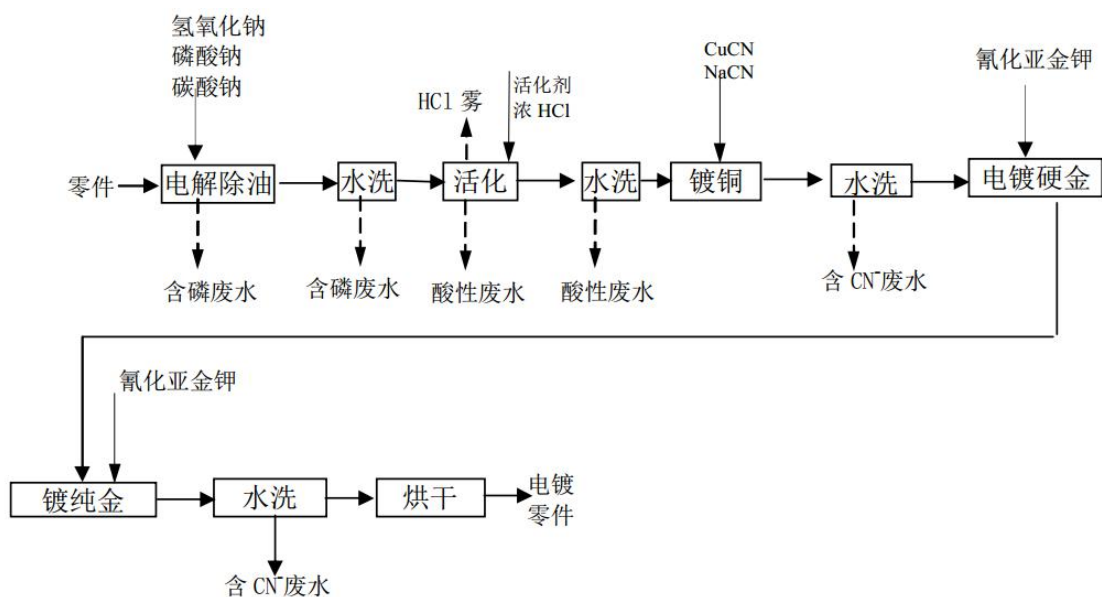 氢氧化钠
磷酸钠
碳酸钠
HCl 雾
活化剂
浓 HCl
CuCN
NaCN
氰化亚金钾
零件
电解除油
水洗
活化
水洗
镀铜
水洗
电镀硬金
含磷废水
含磷废水
酸性废水
酸性废水
含 CN⁻废水
氰化亚金钾
镀纯金
水洗
烘干
电镀
零件
含 CN⁻废水